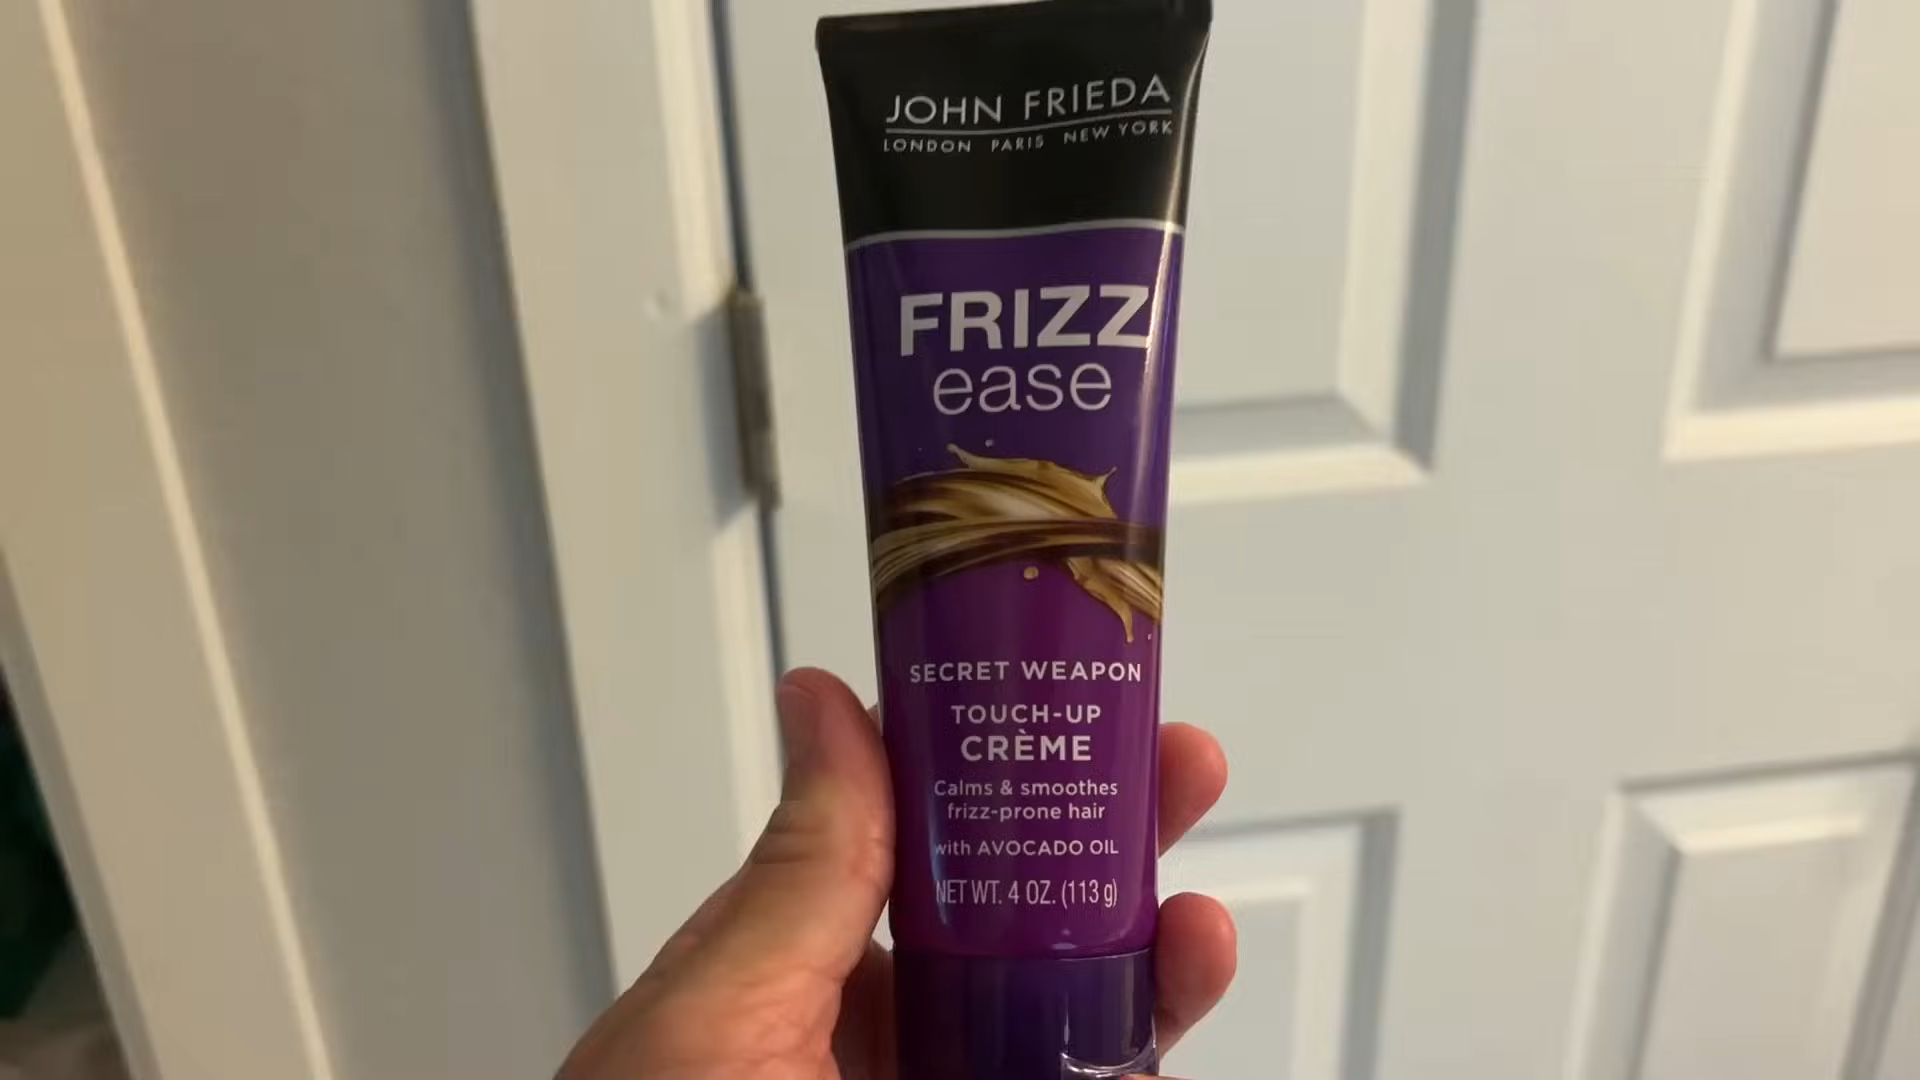 JOHN FRIEDA
LONDON PARIS NEW YORK
FRIZZ
ease
SECRET WEAPON
TOUCH-UP
CRÈME
Calms & smoothes
frizz-prone hair
with AVOCADO OIL
NET WT. 4 OZ. (113 g)